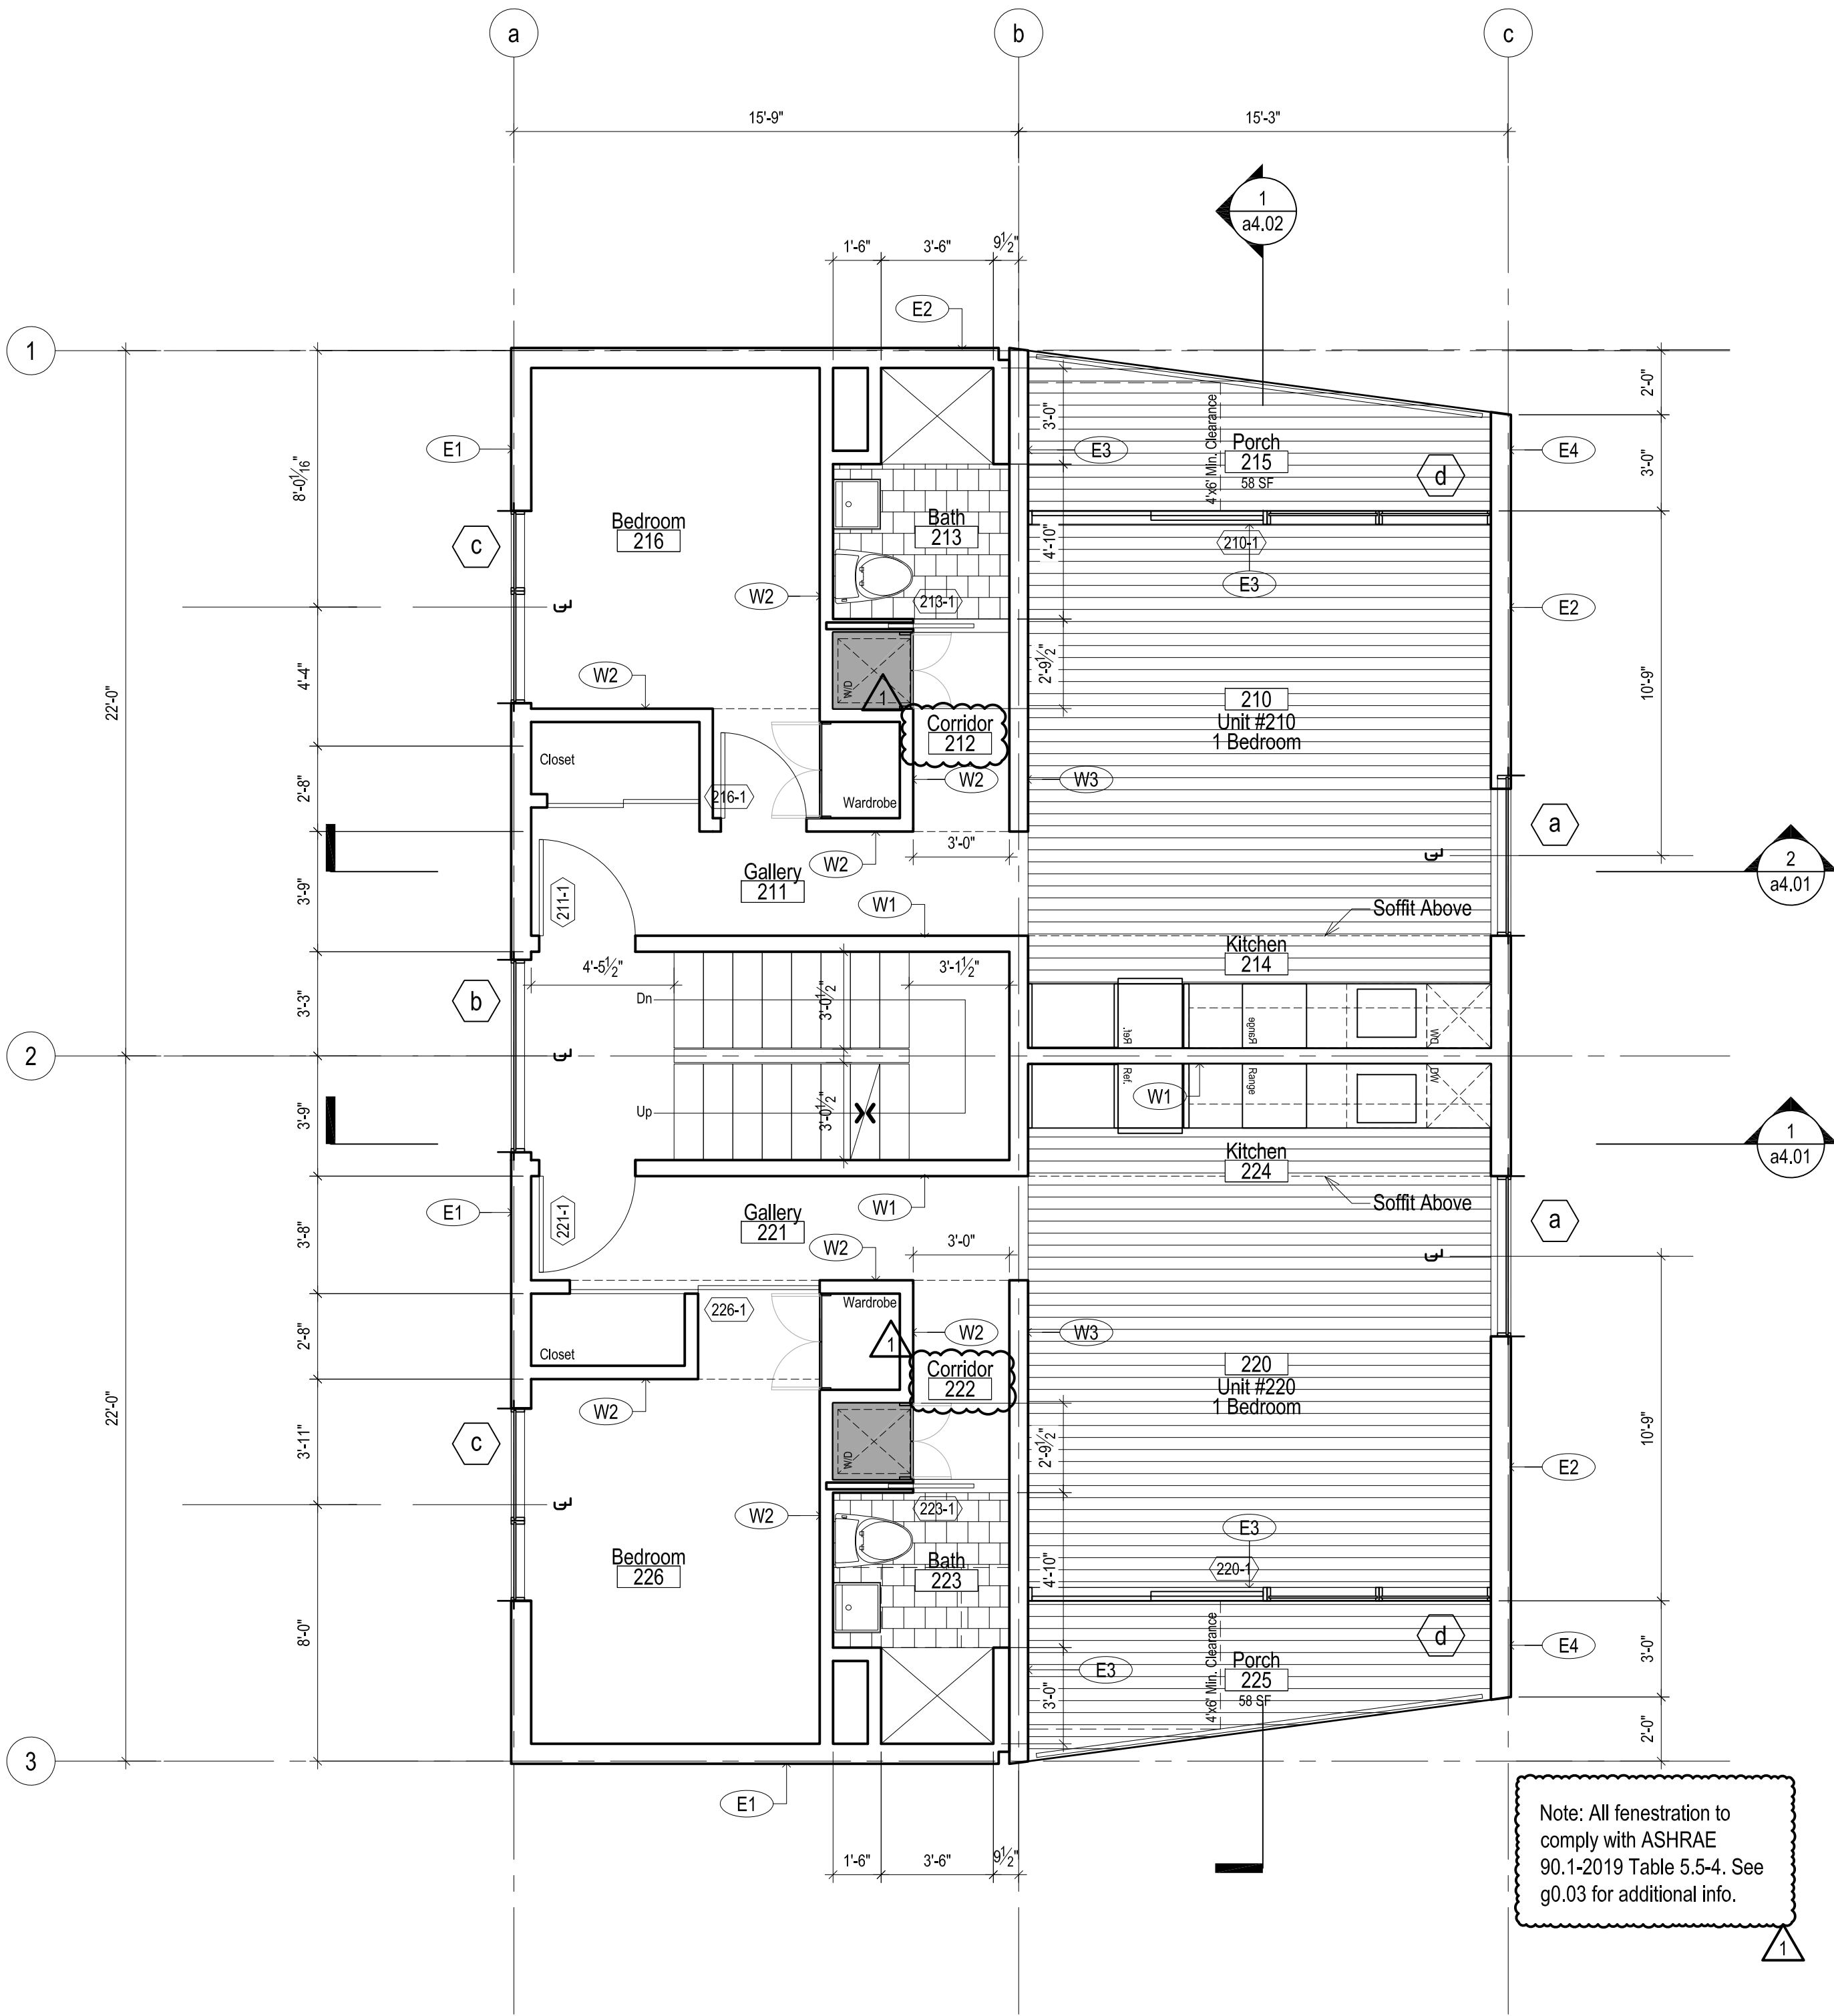 a
b
c
15'-9"
15'-3"
1
a4.02
1'-6"
3'-6"
9½"
E2
1
2'-0"
3'-0"
4'x6' Min. Clearance
Porch
215
58 SF
E1
E3
d
E4
3'-0"
8'-0 1/16"
Bedroom
216
Bath
213
4'-10"
210-1
E3
c
W2
213-1
E2
4'-4"
W2
W/D
1
2'-9½"
22'-0"
10'-9"
Corridor
212
210
Unit #210
1 Bedroom
Closet
2'-8"
216-1
Wardrobe
W2
W3
a
W2
3'-0"
2
a4.01
Gallery
211
3'-9"
211-1
W1
Soffit Above
Kitchen
214
4'-5½"
3'-1½"
b
3'-3"
Dn
3'-0½"
Ref.
Range
DW
2
Ref.
Range
DW
W1
3'-9"
Up
3'-0½"
1
a4.01
Kitchen
224
Soffit Above
E1
221-1
3'-8"
Gallery
221
W1
W2
3'-0"
a
2'-8"
226-1
Wardrobe
1
W2
W3
Closet
Corridor
222
220
Unit #220
1 Bedroom
22'-0"
W2
3'-11"
c
W/D
2'-9½"
10'-9"
E2
W2
223-1
E3
220-1
Bedroom
226
Bath
223
4'-10"
8'-0"
4'x6' Min. Clearance
Porch
225
58 SF
d
E4
3'-0"
E3
3'-0"
2'-0"
3
E1
1'-6"
3'-6"
9½"
Note: All fenestration to
comply with ASHRAE
90.1-2019 Table 5.5-4. See
g0.03 for additional info.
1